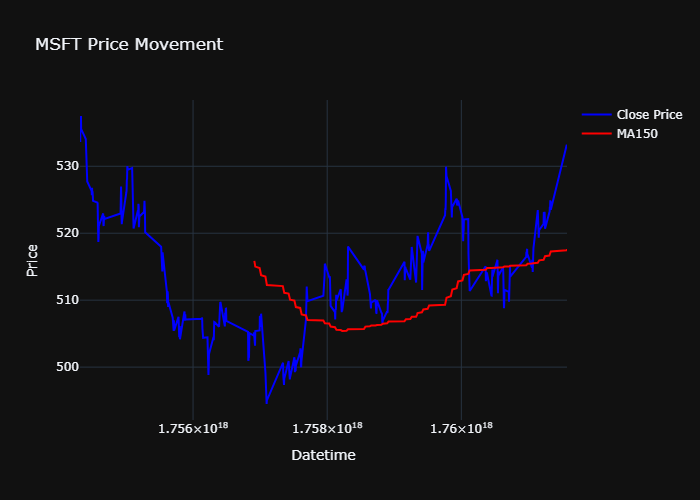 MSFT Price Movement
Close Price
MA150
530
520
510
500
Price
1.756×10¹⁸
1.758×10¹⁸
1.76×10¹⁸
Datetime